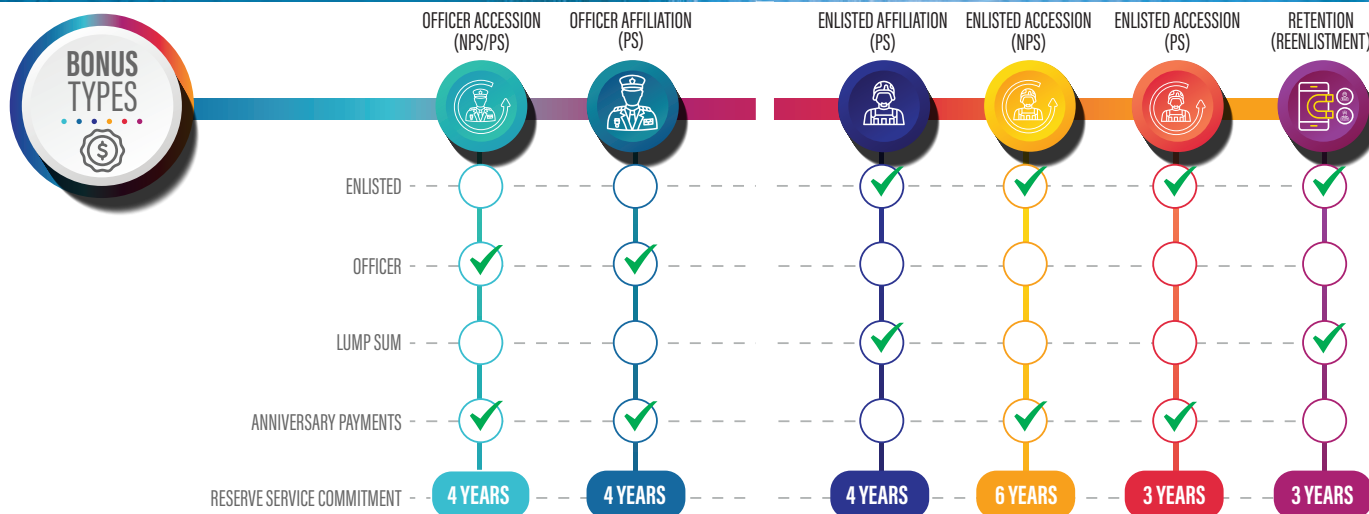 BONUS
TYPES
$
OFFICER ACCESSION
(NPS/PS)
OFFICER AFFILIATION
(PS)
ENLISTED AFFILIATION
(PS)
ENLISTED ACCESSION
(NPS)
ENLISTED ACCESSION
(PS)
RETENTION
(REENLISTMENT)
ENLISTED
OFFICER
LUMP SUM
ANNIVERSARY PAYMENTS
RESERVE SERVICE COMMITMENT
4 YEARS
4 YEARS
4 YEARS
6 YEARS
3 YEARS
3 YEARS